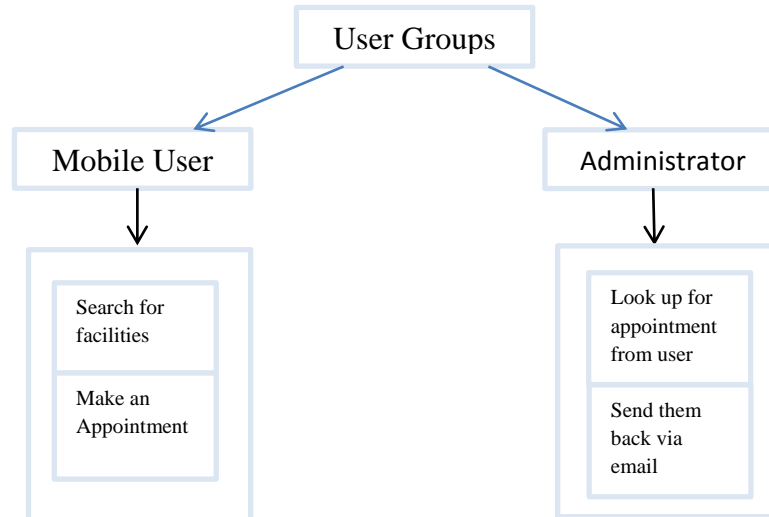 User Groups
Mobile User
Administrator
Search for
facilities
Make an
Appointment
Look up for
appointment
from user
Send them
back via
email